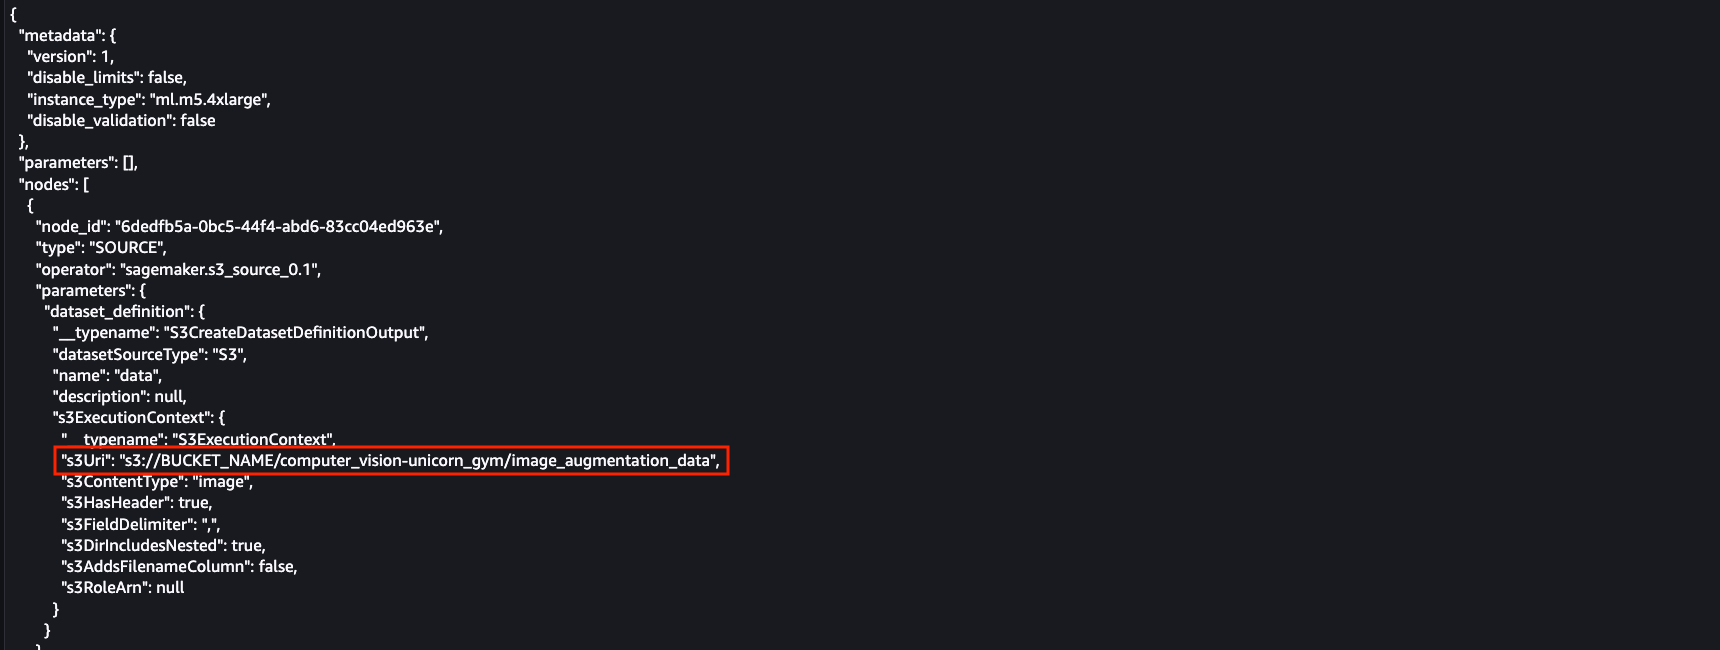 {
"metadata": {
"version": 1,
"disable_limits": false,
"instance_type": "ml.m5.4xlarge",
"disable_validation": false
},
"parameters": [],
"nodes": [
{
"node_id": "6dedfb5a-0bc5-44f4-abd6-83cc04ed963e",
"type": "SOURCE",
"operator": "sagemaker.s3_source_0.1",
"parameters": {
"dataset_definition": {
"__typename": "S3CreateDatasetDefinitionOutput",
"datasetSourceType": "S3",
"name": "data",
"description": null,
"s3ExecutionContext": {
"__typename": "S3ExecutionContext",
"s3Uri": "s3://BUCKET_NAME/computer_vision-unicorn_gym/image_augmentation_data",
"s3ContentType": "image",
"s3HasHeader": true,
"s3FieldDelimiter": ",",
"s3DirIncludesNested": true,
"s3AddsFilenameColumn": false,
"s3RoleArn": null
}
}
}